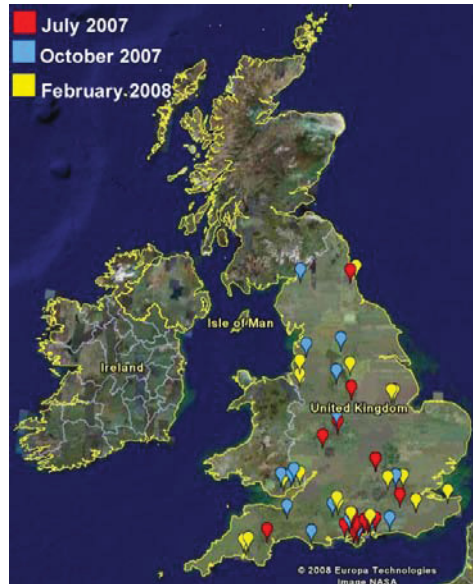 July 2007
October 2007
February 2008
Isle of Man
Ireland
United Kingdom
© 2008 Europa Technologies
Image NASA